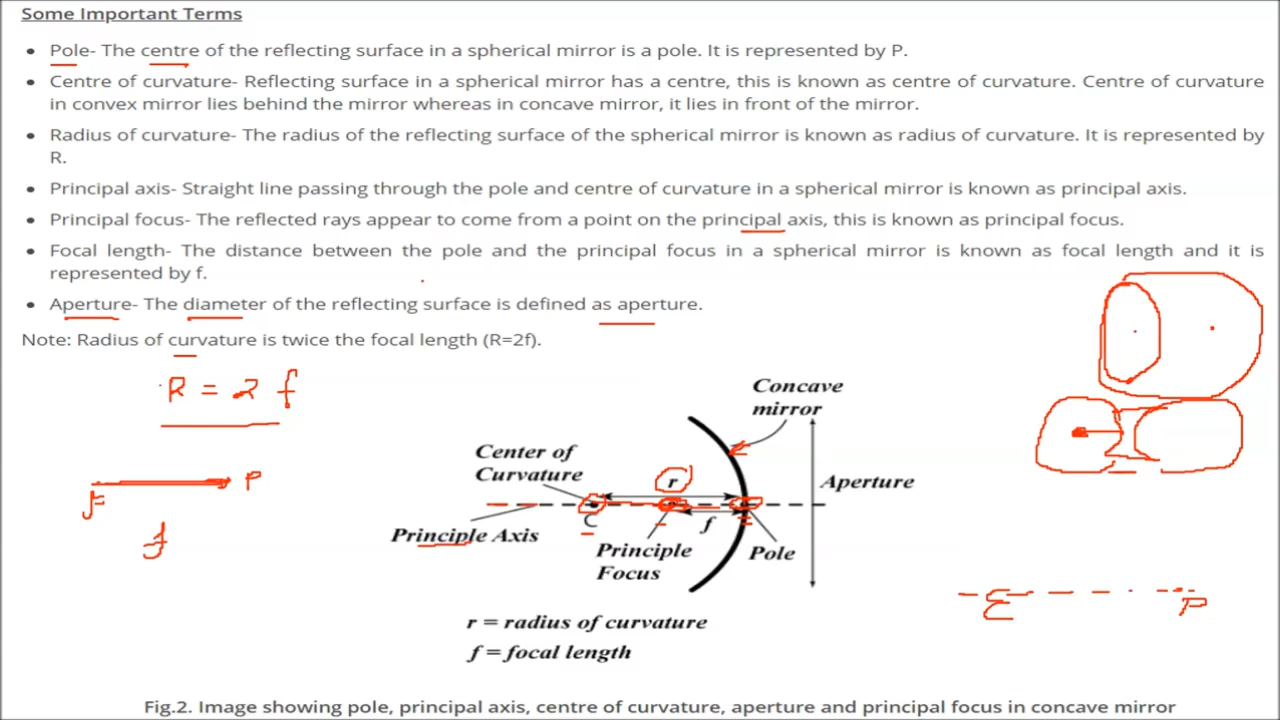 Some Important Terms
• Pole- The centre of the reflecting surface in a spherical mirror is a pole. It is represented by P.
• Centre of curvature- Reflecting surface in a spherical mirror has a centre, this is known as centre of curvature. Centre of curvature
in convex mirror lies behind the mirror whereas in concave mirror, it lies in front of the mirror.
• Radius of curvature- The radius of the reflecting surface of the spherical mirror is known as radius of curvature. It is represented by
R.
• Principal axis- Straight line passing through the pole and centre of curvature in a spherical mirror is known as principal axis.
• Principal focus- The reflected rays appear to come from a point on the principal axis, this is known as principal focus.
• Focal length- The distance between the pole and the principal focus in a spherical mirror is known as focal length and it is
represented by f.
• Aperture- The diameter of the reflecting surface is defined as aperture.
Note: Radius of curvature is twice the focal length (R=2f).
R = 2 f
Concave
mirror
Center of
Curvature
r
Aperture
F
P
C
f
Principle Axis
Principle
Focus
Pole
f
P
r = radius of curvature
f = focal length
Fig.2. Image showing pole, principal axis, centre of curvature, aperture and principal focus in concave mirror